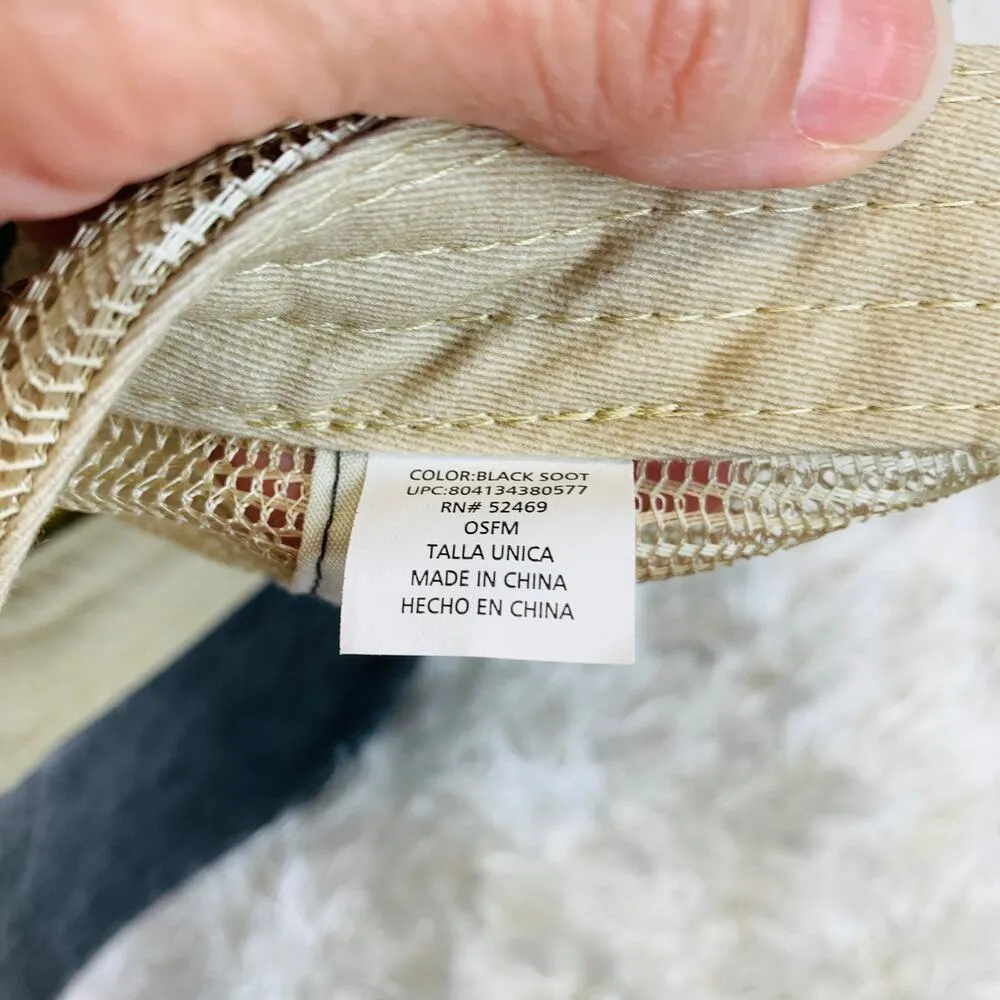 COLOR:BLACK SOOT
UPC:804134380577
RN# 52469
OSFM
TALLA UNICA
MADE IN CHINA
HECHO EN CHINA